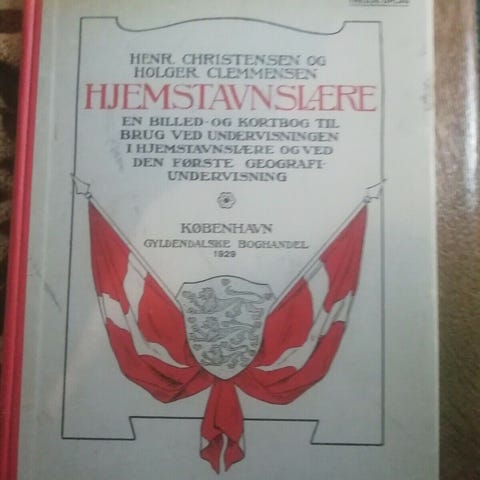 HENR. CHRISTENSEN OG
HOLGER CLEMMENSEN
HJEMSTAVNSLÆRE
EN BILLED- OG KORTBOG TIL
BRUG VED UNDERVISNINGEN
I HJEMSTAVNSLÆRE OG VED
DEN FØRSTE GEOGRAFI-
UNDERVISNING
KØBENHAVN
GYLDENDALSKE BOGHANDEL
1929